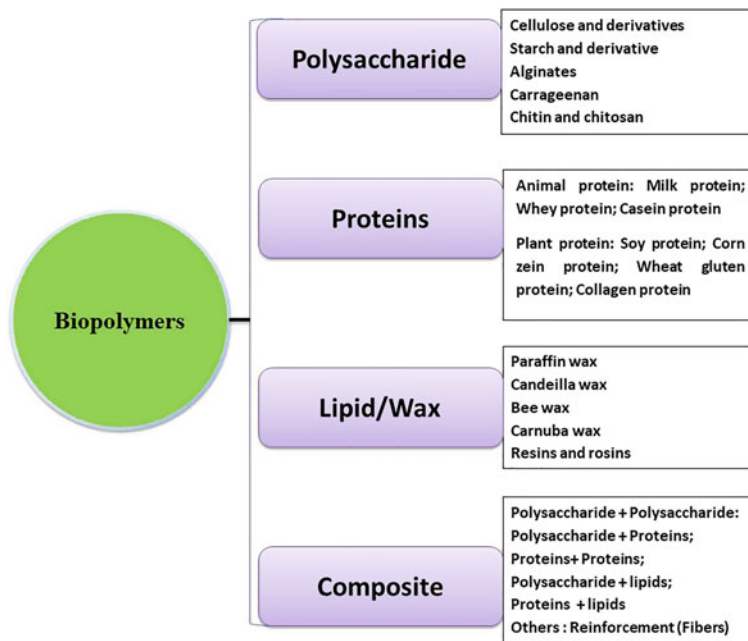 Biopolymers
Polysaccharide
Cellulose and derivatives
Starch and derivative
Alginates
Carrageenan
Chitin and chitosan
Proteins
Animal protein: Milk protein;
Whey protein; Casein protein
Plant protein: Soy protein; Corn
zein protein; Wheat gluten
protein; Collagen protein
Lipid/Wax
Paraffin wax
Candeilla wax
Bee wax
Carnuba wax
Resins and rosins
Composite
Polysaccharide + Polysaccharide:
Polysaccharide + Proteins;
Proteins+ Proteins;
Polysaccharide + lipids;
Proteins + lipids
Others : Reinforcement (Fibers)